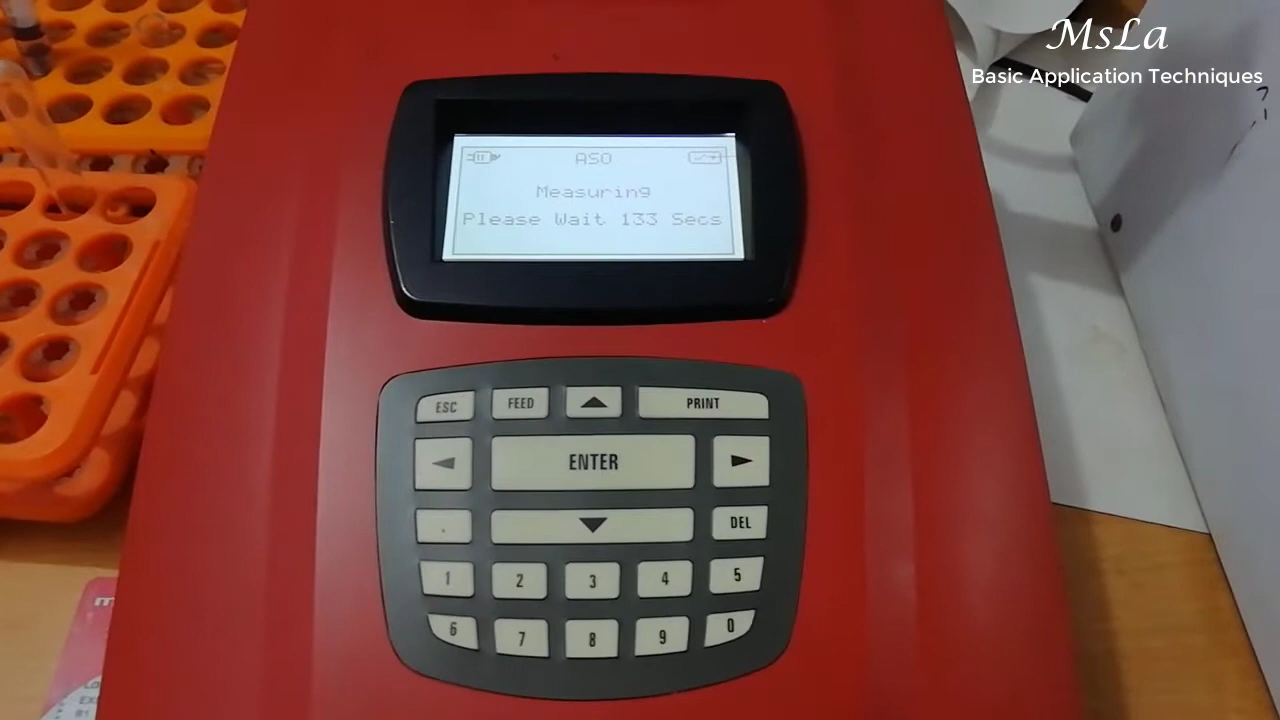 MsLa
Basic Application Techniques
ASO
Measuring
Please Wait 133 Secs
ESC FEED PRINT
ENTER
. DEL
1 2 3 4 5
6 7 8 9 0